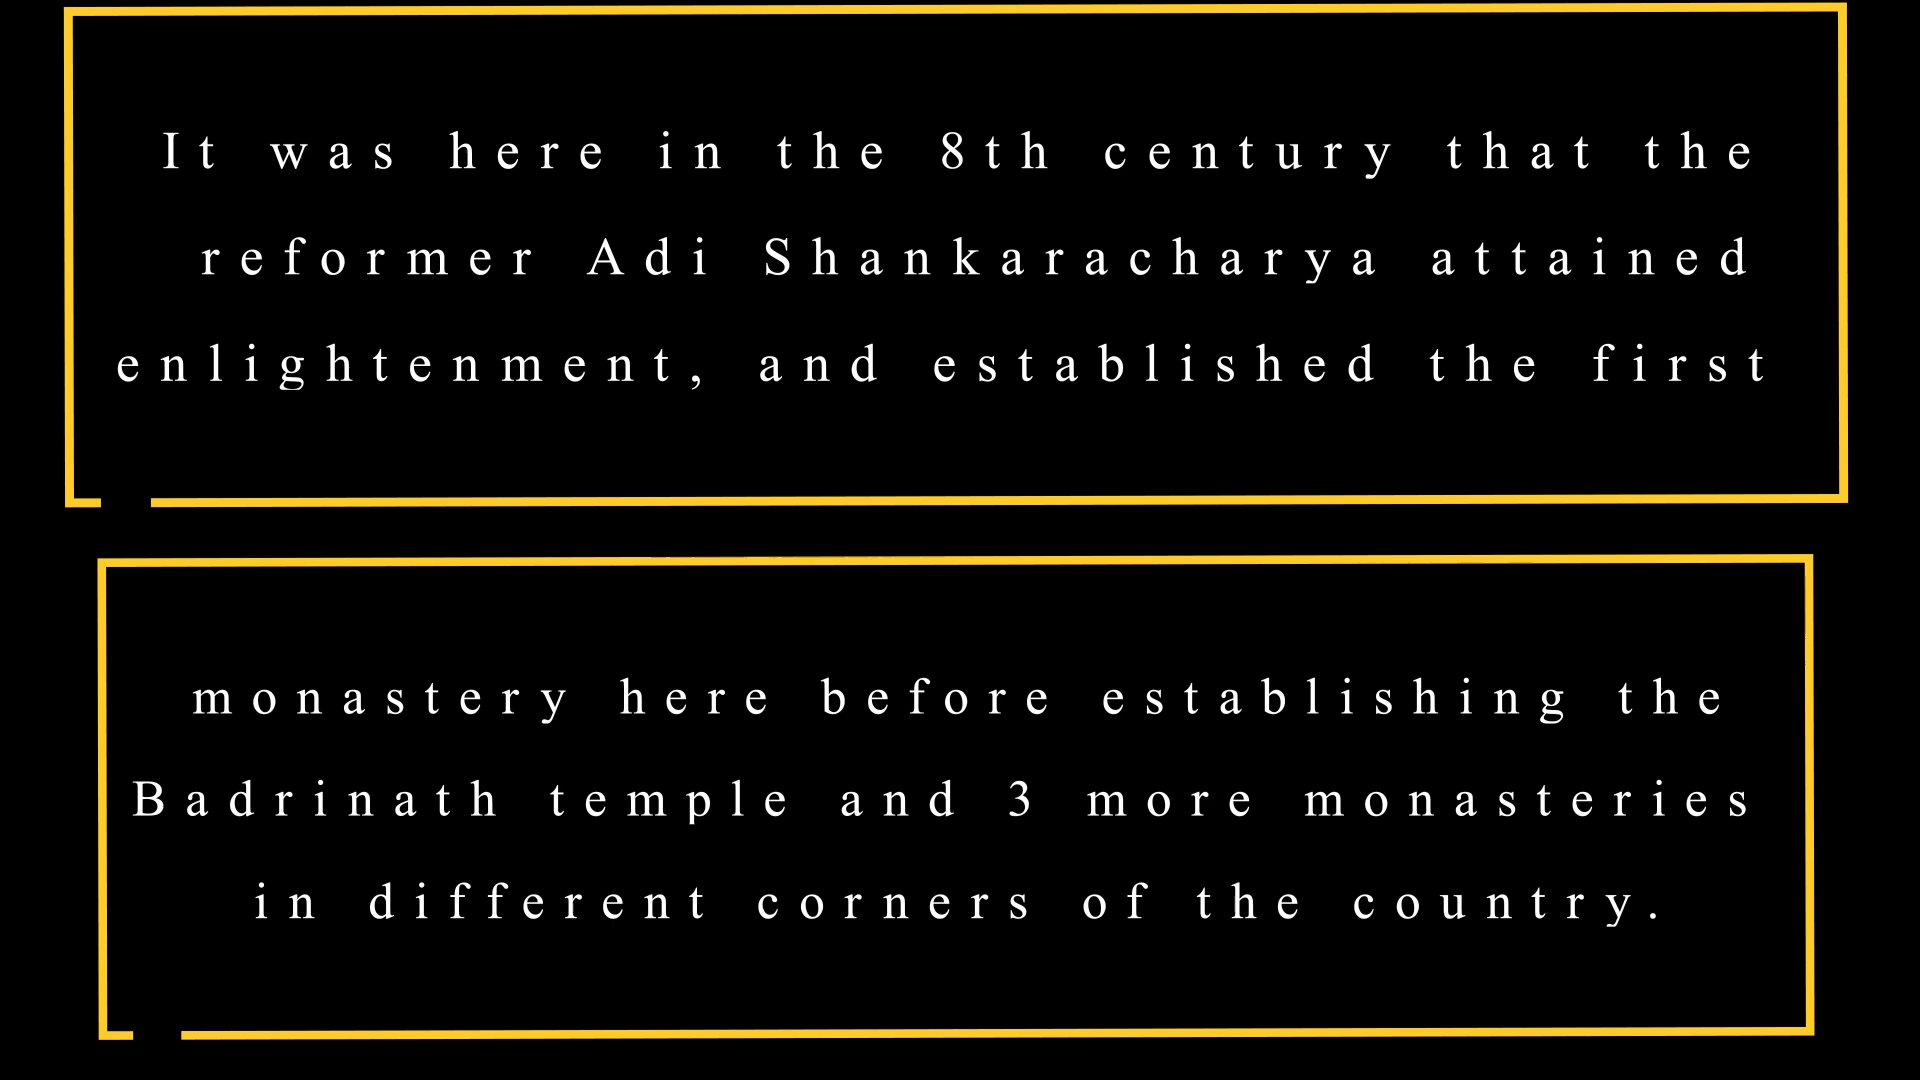 It was here in the 8th century that the
reformer Adi Shankaracharya attained
enlightenment, and established the first
monastery here before establishing the
Badrinath temple and 3 more monasteries
in different corners of the country.